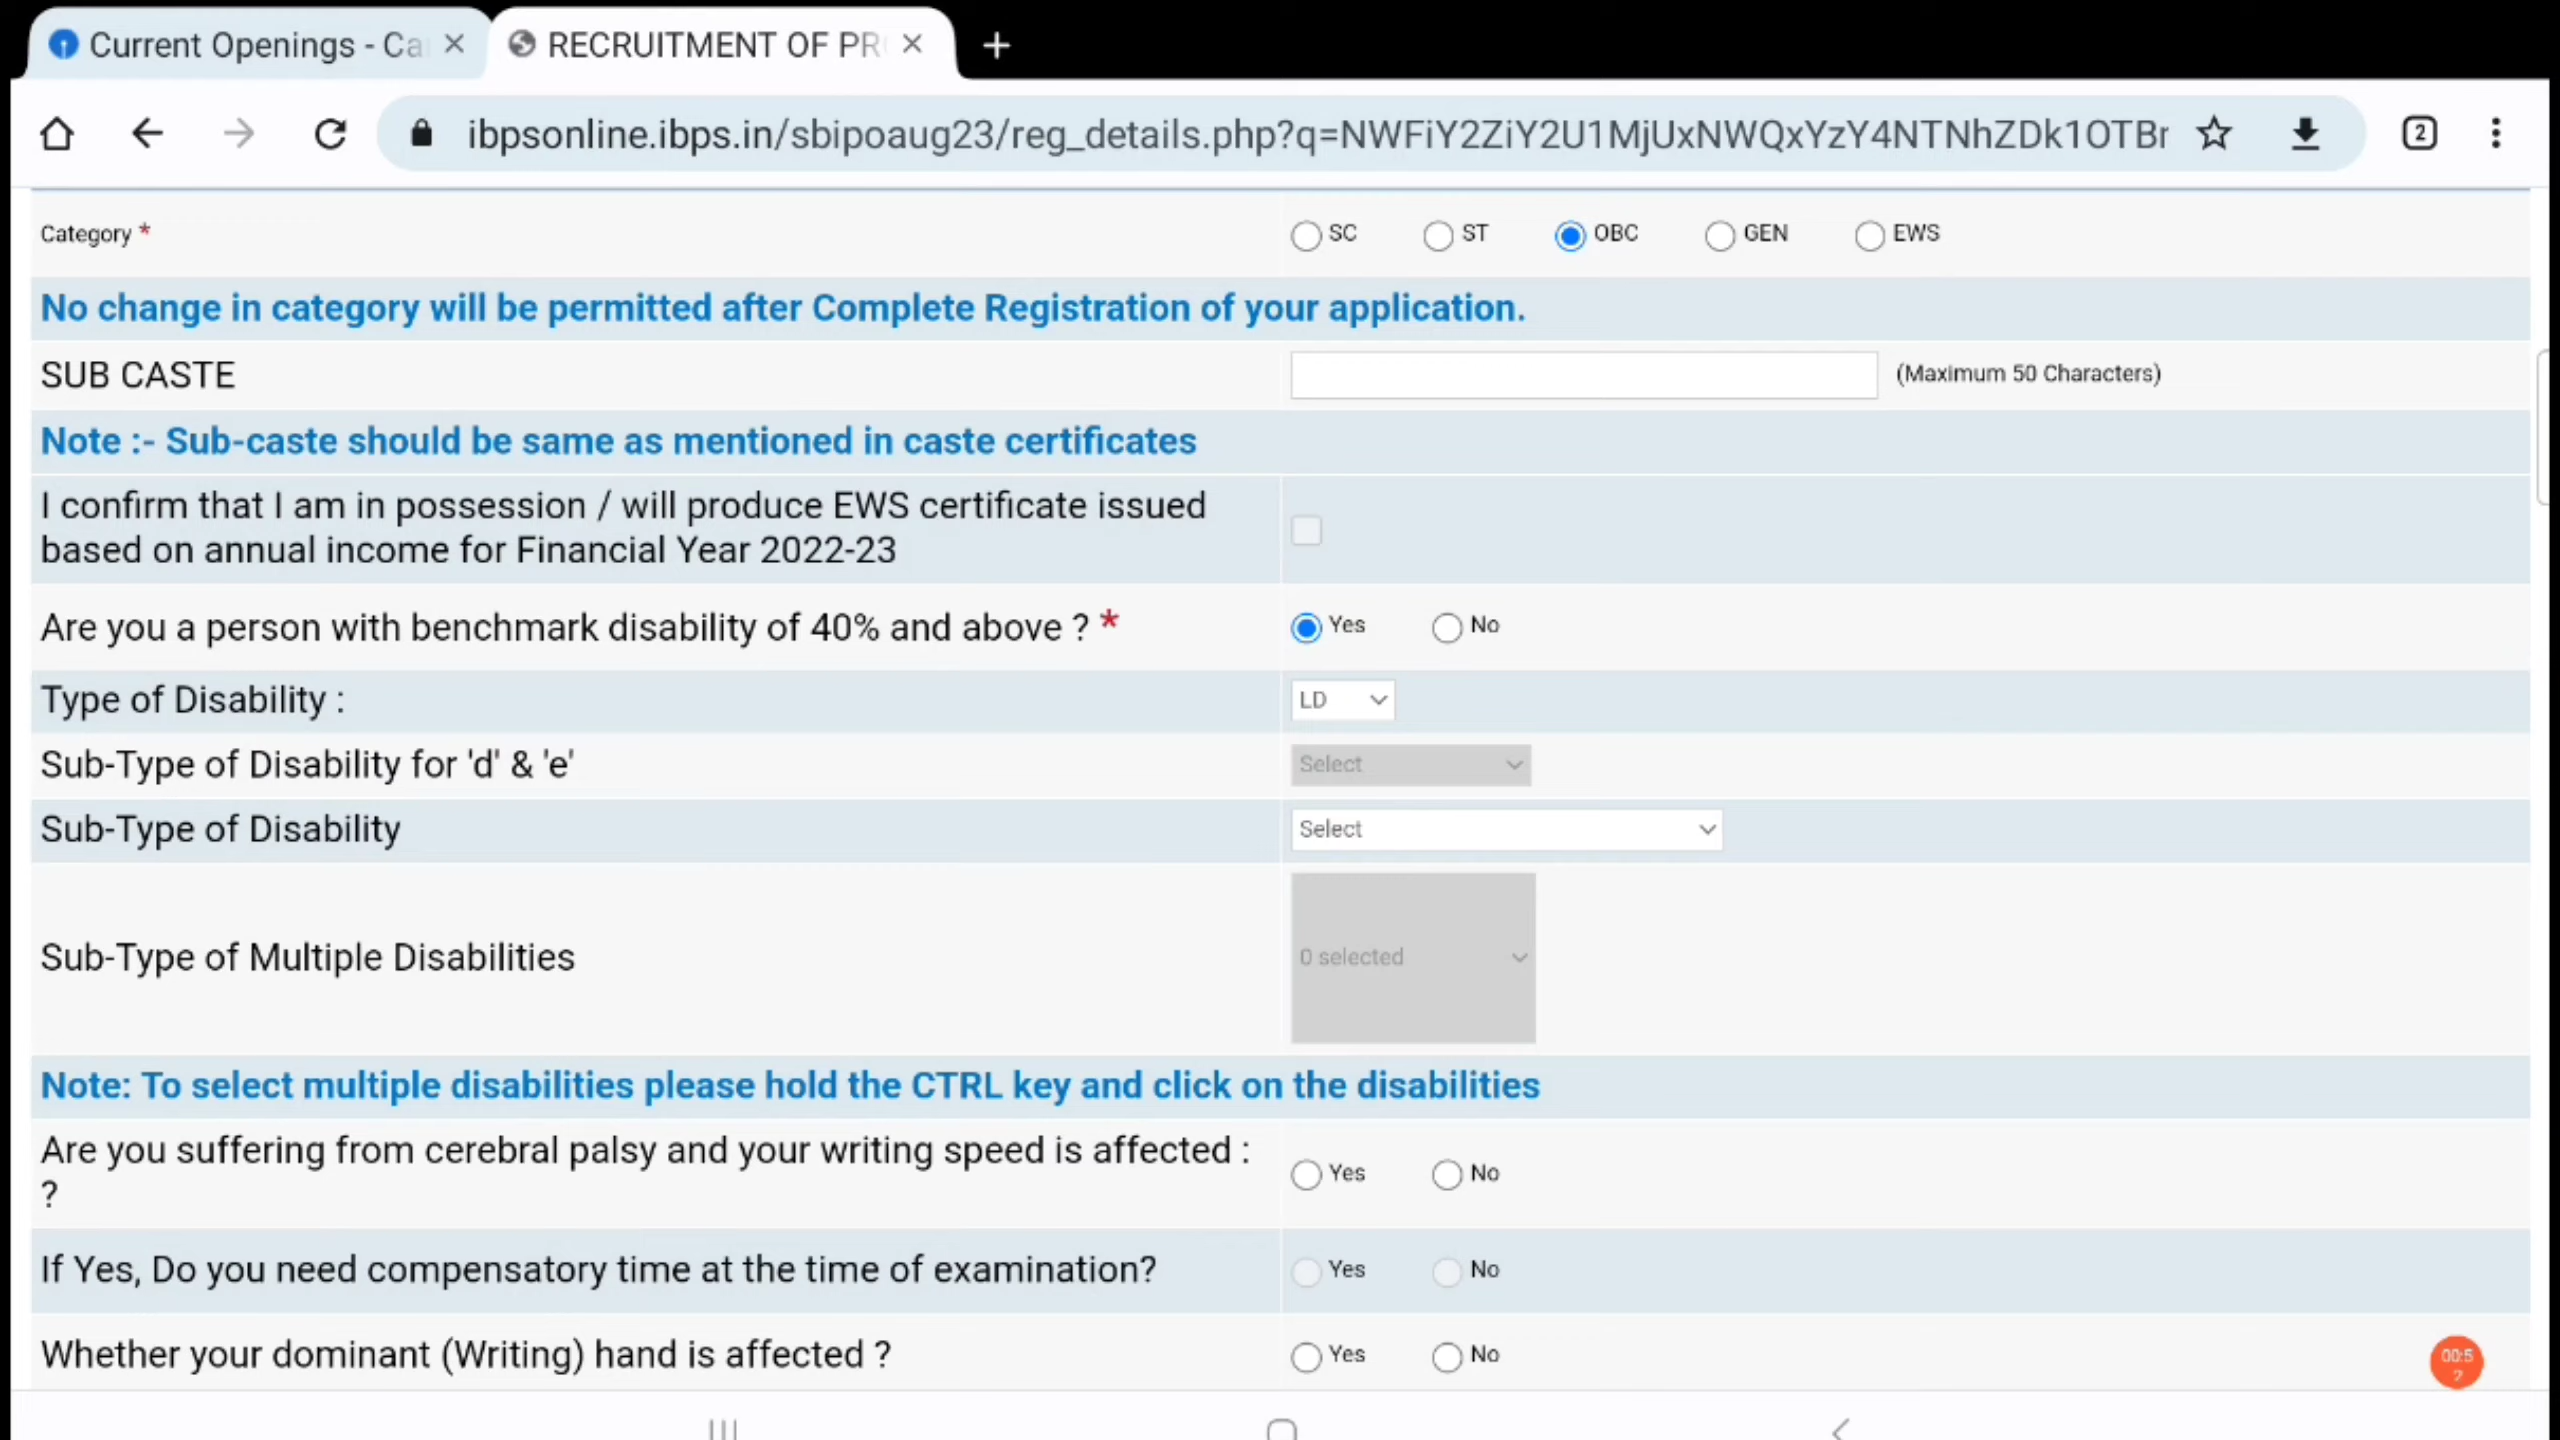 Current Openings - Ca
RECRUITMENT OF PR
ibpsonline.ibps.in/sbipoaug23/reg_details.php?q=NWFiY2ZiY2U1MjUxNWQxYzY4NTNhZDk1OTBr
2
Category * SC ST OBC GEN EWS
No change in category will be permitted after Complete Registration of your application.
SUB CASTE (Maximum 50 Characters)
Note :- Sub-caste should be same as mentioned in caste certificates
I confirm that I am in possession / will produce EWS certificate issued
based on annual income for Financial Year 2022-23
Are you a person with benchmark disability of 40% and above ? * Yes No
Type of Disability : LD
Sub-Type of Disability for 'd' & 'e' Select
Sub-Type of Disability Select
Sub-Type of Multiple Disabilities 0 selected
Note: To select multiple disabilities please hold the CTRL key and click on the disabilities
Are you suffering from cerebral palsy and your writing speed is affected :
? Yes No
If Yes, Do you need compensatory time at the time of examination? Yes No
Whether your dominant (Writing) hand is affected ? Yes No
00:5